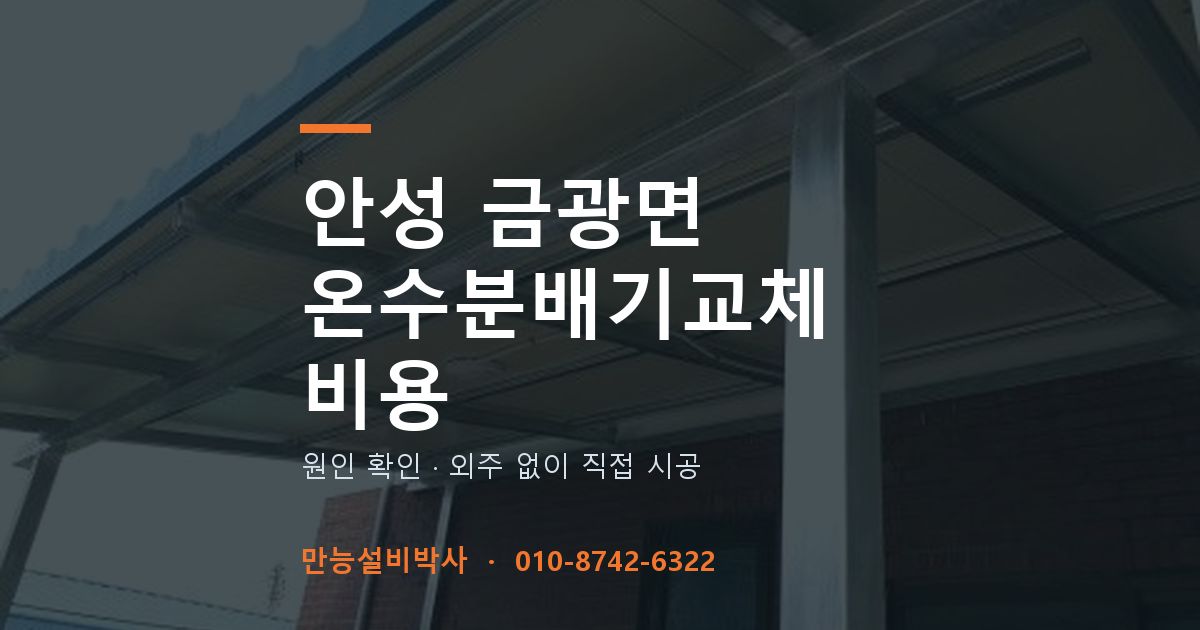 안성 금광면
온수분배기교체
비용
원인 확인 · 외주 없이 직접 시공
만능설비박사 · 010-8742-6322